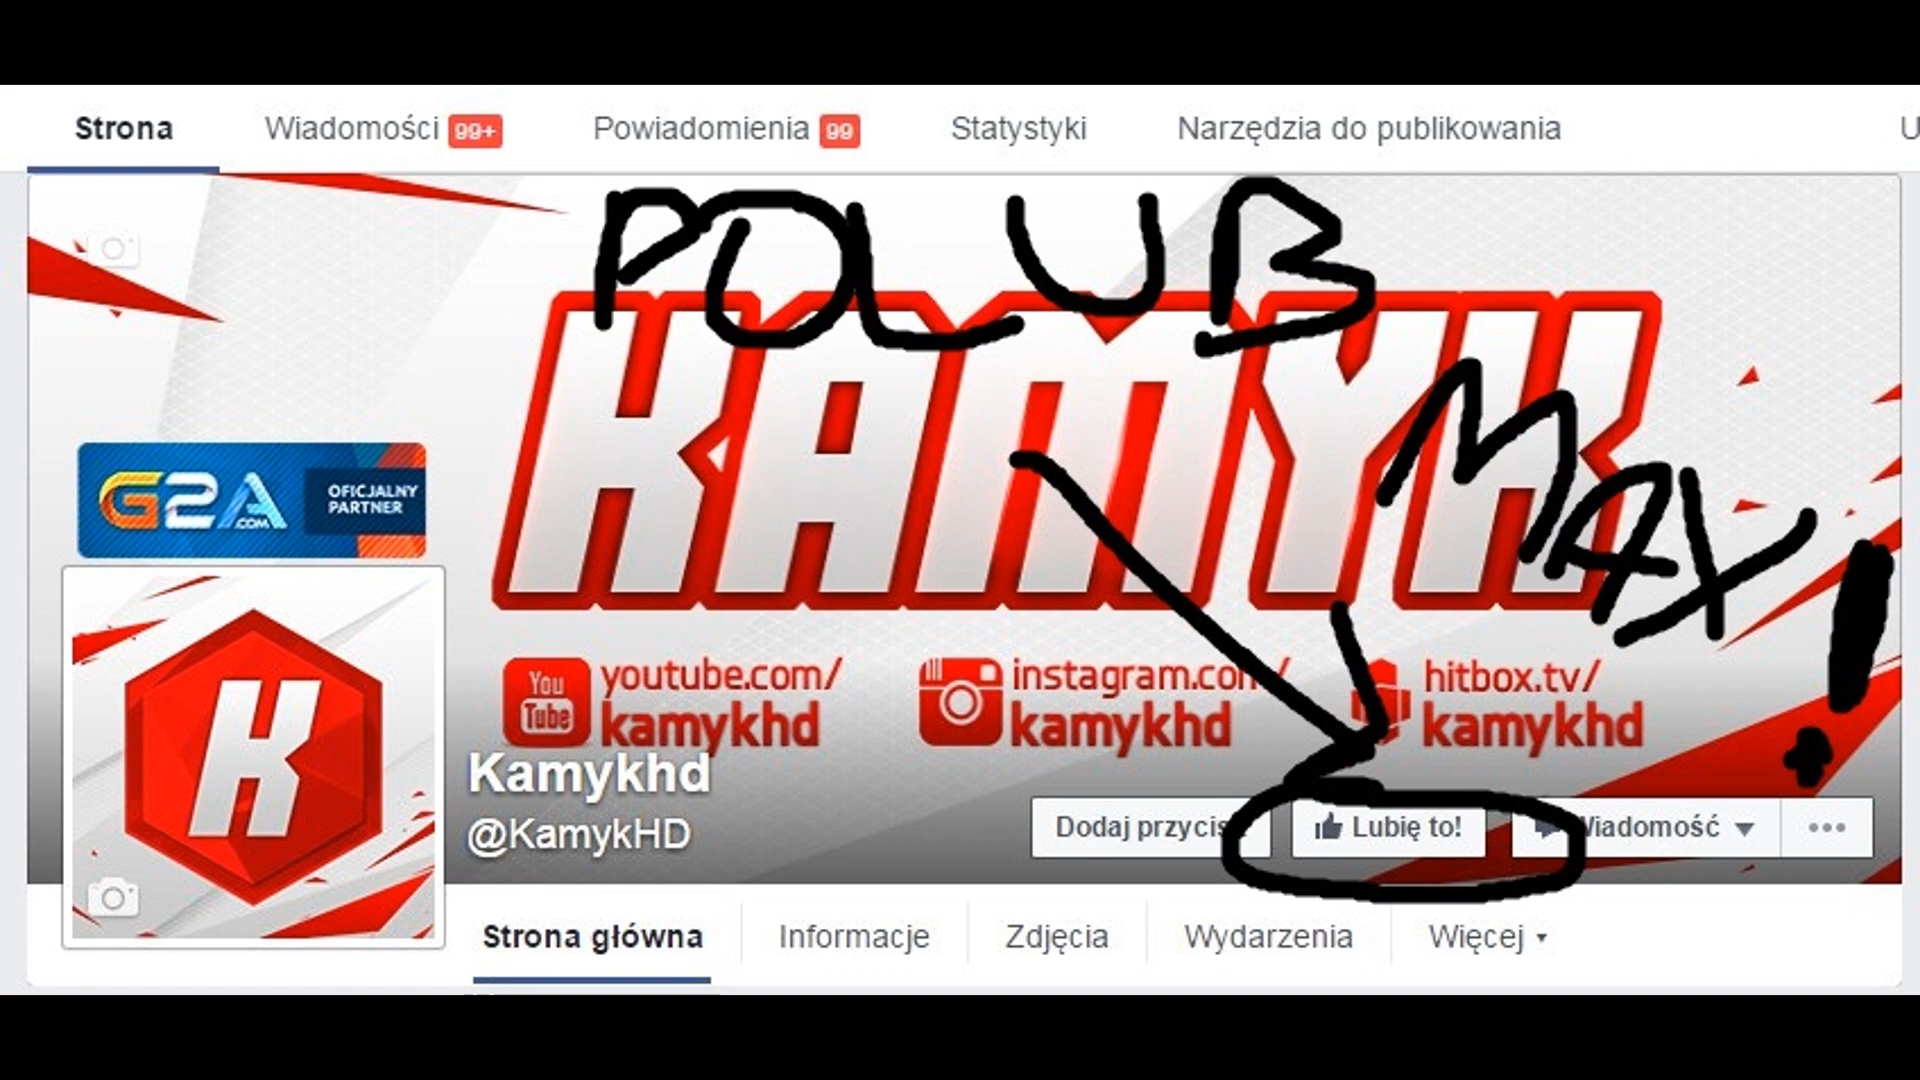 Strona Wiadomości 99+ Powiadomienia 99 Statystyki Narzędzia do publikowania U
POLUB
KAMYK
MAX!
G2A.COM OFICJALNY PARTNER
K
You Tube youtube.com/ kamykhd
instagram.com/ kamykhd
hitbox.tv/ kamykhd
Kamykhd
@KamykHD
Dodaj przycis Lubię to! Wiadomość
Strona główna Informacje Zdjęcia Wydarzenia Więcej